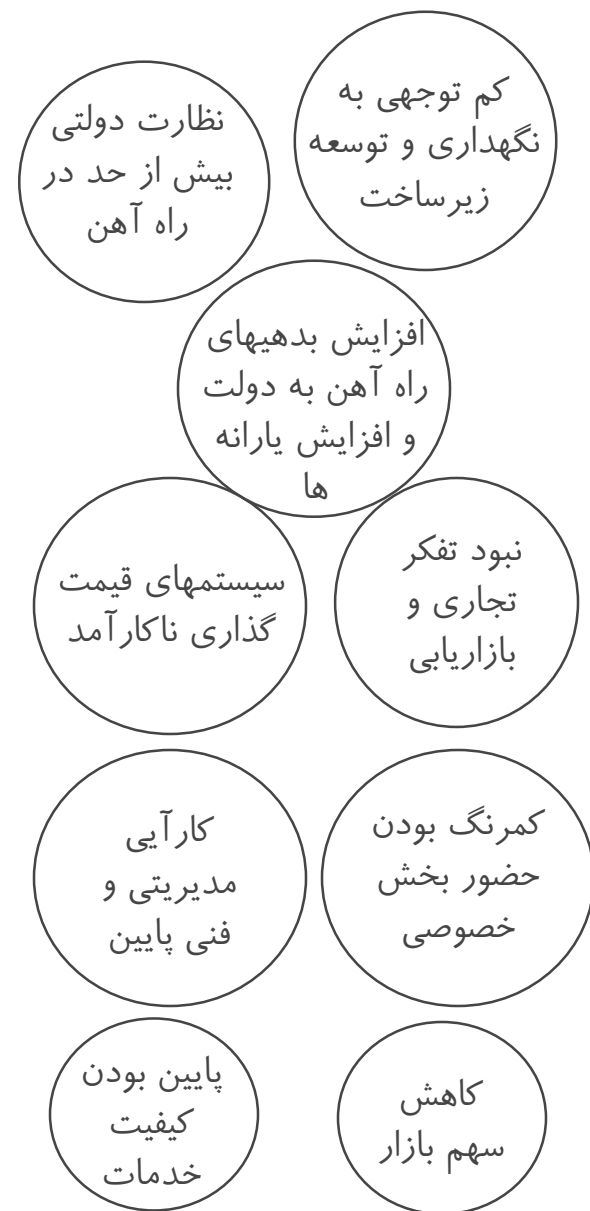 کم توجهی به
نگهداری و توسعه
زیرساخت
نظارت دولتی
بیش از حد در
راه آهن
افزایش بدهیهای
راه آهن به دولت
و افزایش یارانه
ها
نبود تفکر
تجاری و
بازاریابی
سیستمهای قیمت
گذاری ناکارآمد
کمرنگ بودن
حضور بخش
خصوصی
کارآیی
مدیریتی و
فنی پایین
کاهش
سهم بازار
پایین بودن
کیفیت
خدمات